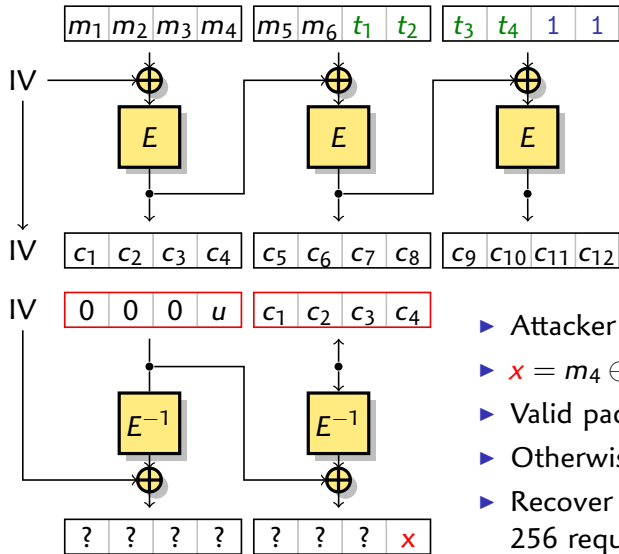 m₁ m₂ m₃ m₄ m₅ m₆ t₁ t₂ t₃ t₄ 1 1
IV
E E E
IV c₁ c₂ c₃ c₄ c₅ c₆ c₇ c₈ c₉ c₁₀ c₁₁ c₁₂
IV 0 0 0 u c₁ c₂ c₃ c₄
▶ Attacker
▶ x = m₄ ⊕
▶ Valid pad
▶ Otherwis
▶ Recover
256 requ
E⁻¹ E⁻¹
? ? ? ? ? ? ? x